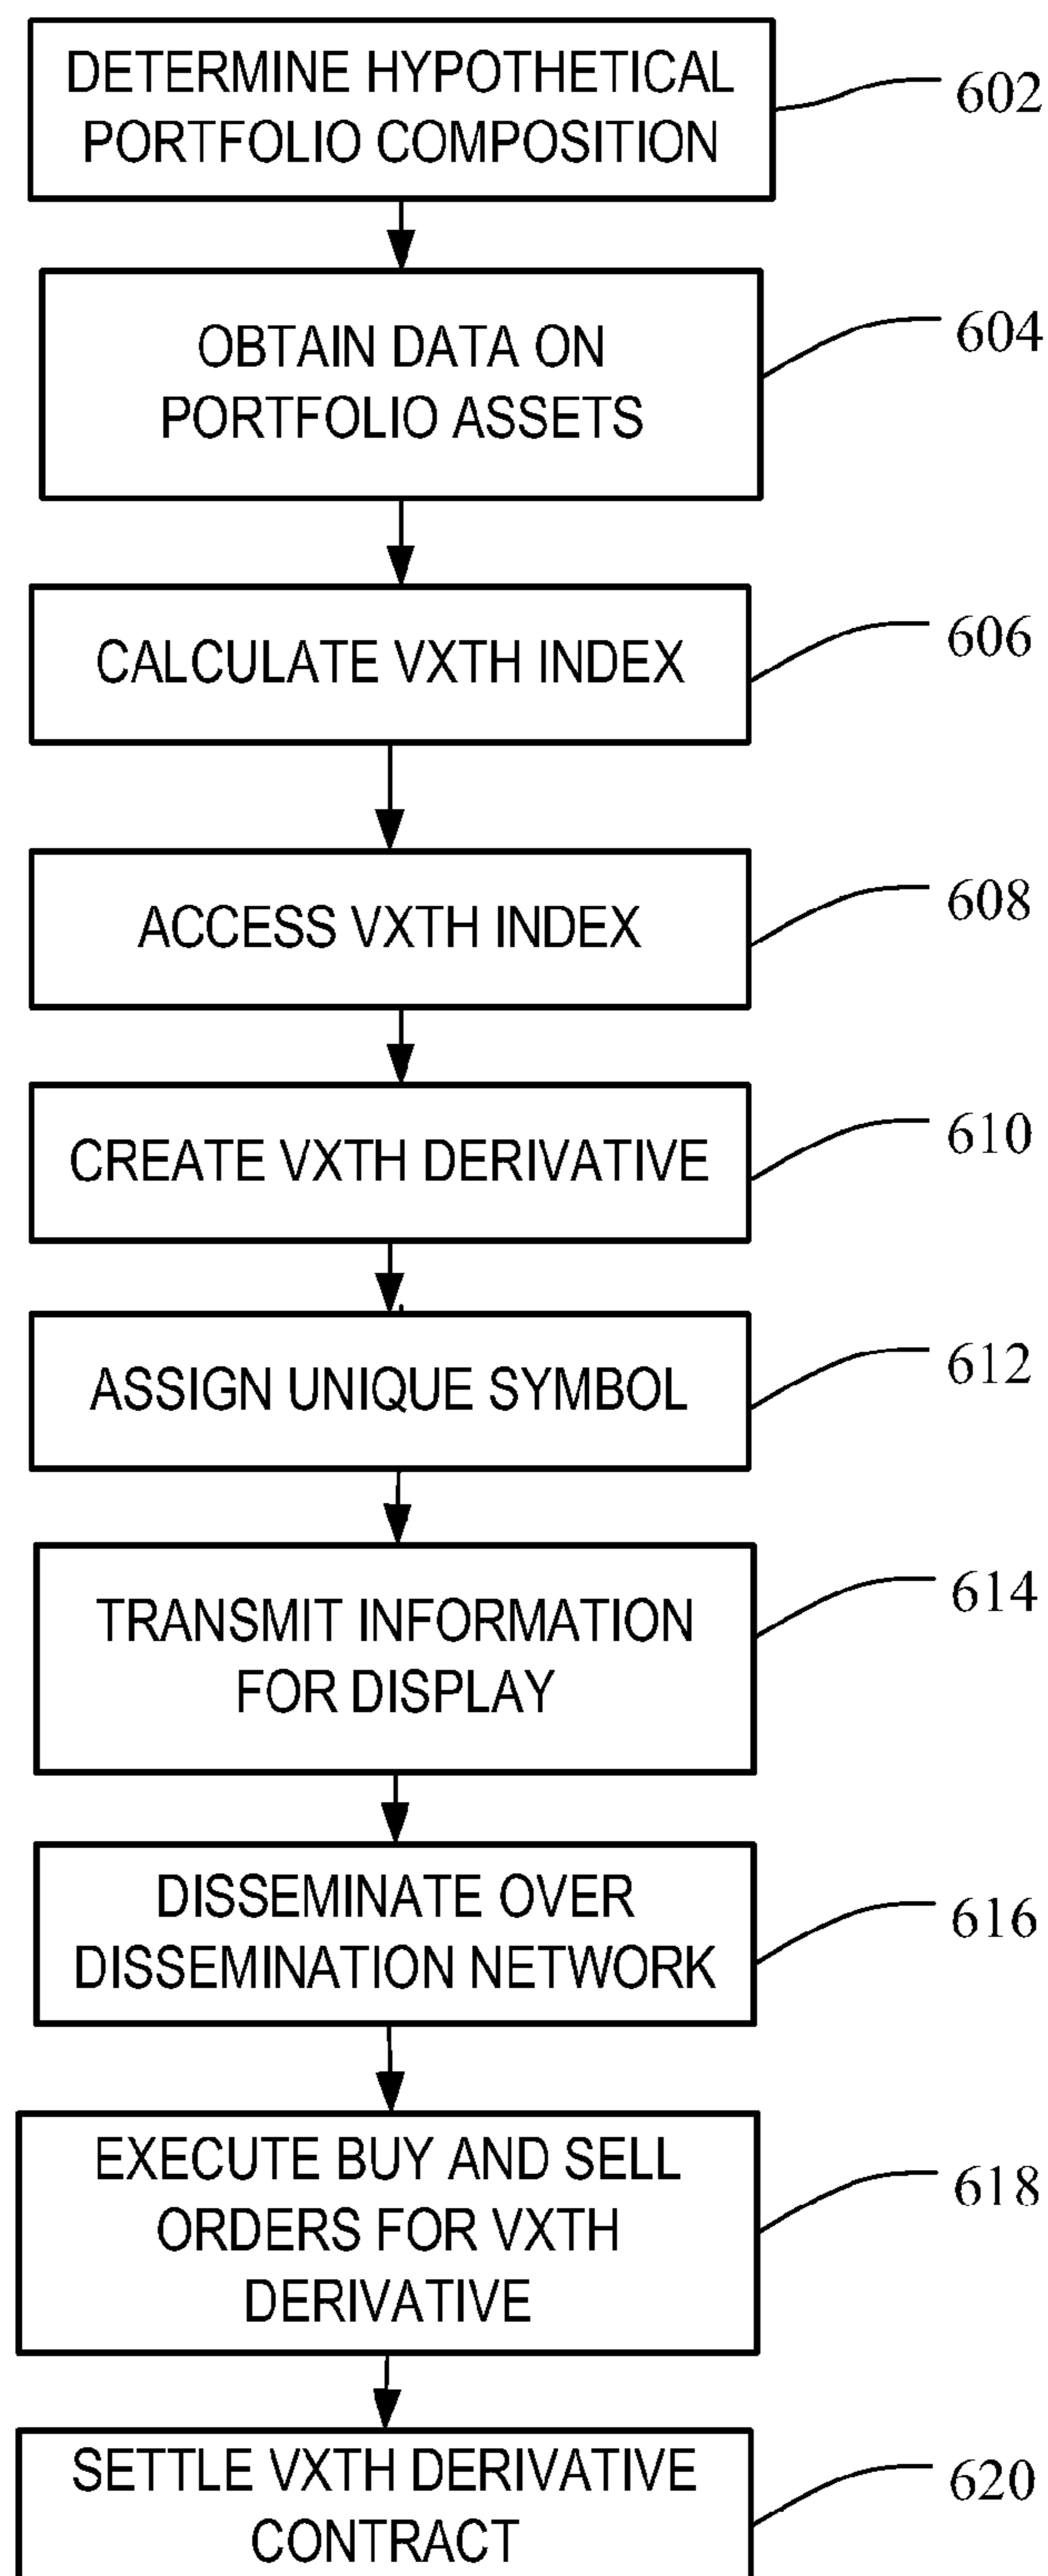 DETERMINE HYPOTHETICAL
PORTFOLIO COMPOSITION
602
OBTAIN DATA ON
PORTFOLIO ASSETS
604
CALCULATE VXTH INDEX
606
ACCESS VXTH INDEX
608
CREATE VXTH DERIVATIVE
610
ASSIGN UNIQUE SYMBOL
612
TRANSMIT INFORMATION
FOR DISPLAY
614
DISSEMINATE OVER
DISSEMINATION NETWORK
616
EXECUTE BUY AND SELL
ORDERS FOR VXTH
DERIVATIVE
618
SETTLE VXTH DERIVATIVE
CONTRACT
620